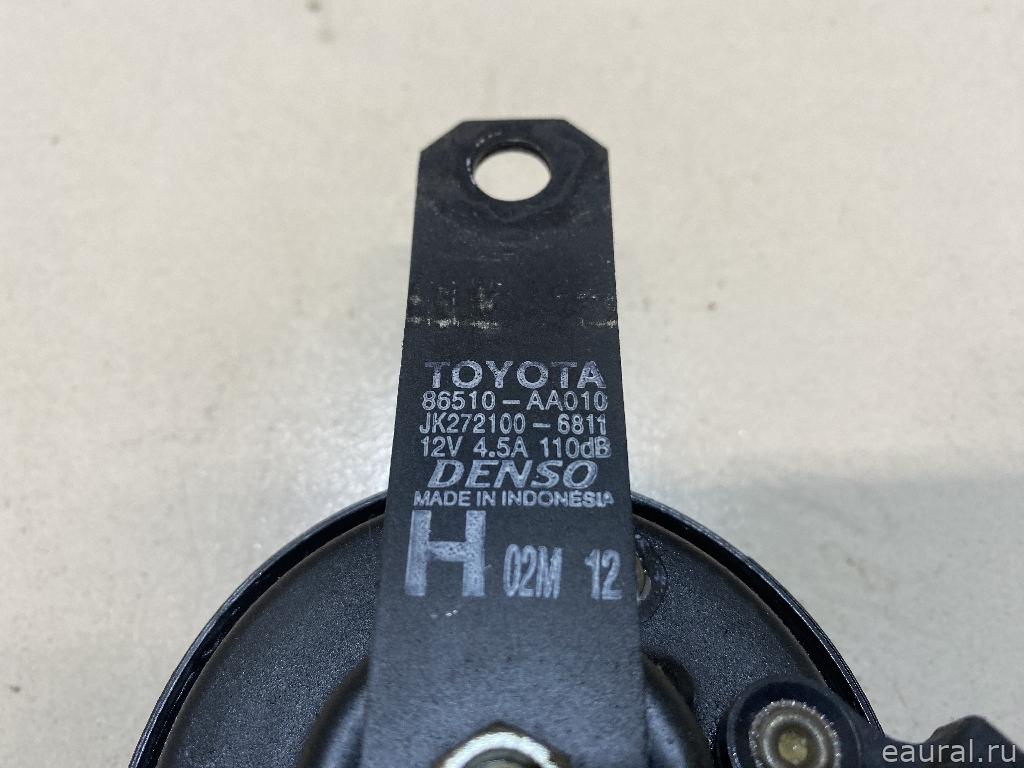 TOYOTA
86510-AA010
JK272100-6811
12V 4.5A 110dB
DENSO
MADE IN INDONESIA
H 02M 12
eaural.ru